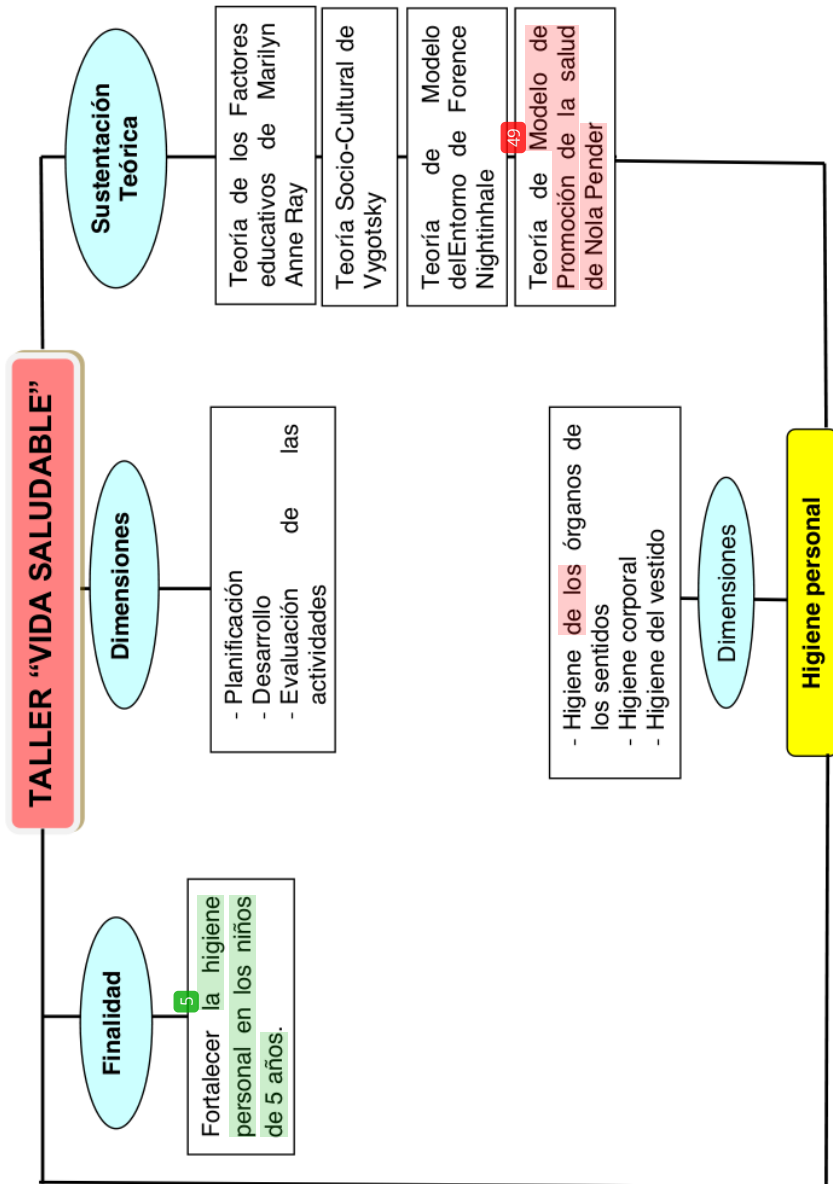 TALLER “VIDA SALUDABLE”
Finalidad
5
Fortalecer la higiene
personal en los niños
de 5 años.
Dimensiones
- Planificación
- Desarrollo
- Evaluación de las
actividades
Sustentación
Teórica
Teoría de los Factores
educativos de Marilyn
Anne Ray
Teoría Socio-Cultural de
Vygotsky
Teoría de Modelo
delEntorno de Forence
Nightinhale
49
Teoría de Modelo de
Promoción de la salud
de Nola Pender
- Higiene de los órganos de
los sentidos
- Higiene corporal
- Higiene del vestido
Dimensiones
Higiene personal